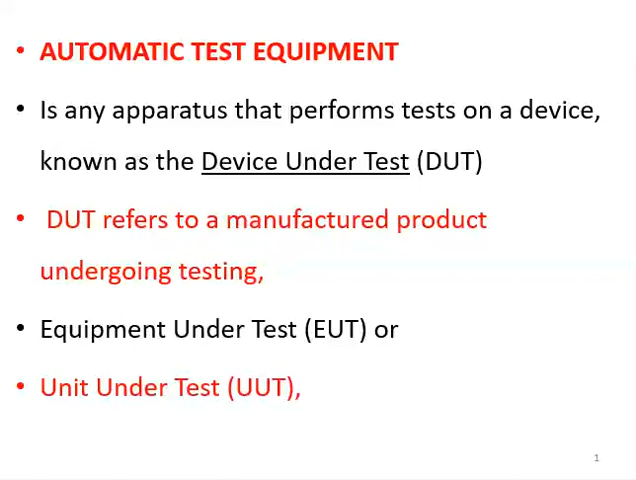 • AUTOMATIC TEST EQUIPMENT
• Is any apparatus that performs tests on a device,
known as the Device Under Test (DUT)
• DUT refers to a manufactured product
undergoing testing,
• Equipment Under Test (EUT) or
• Unit Under Test (UUT),
1